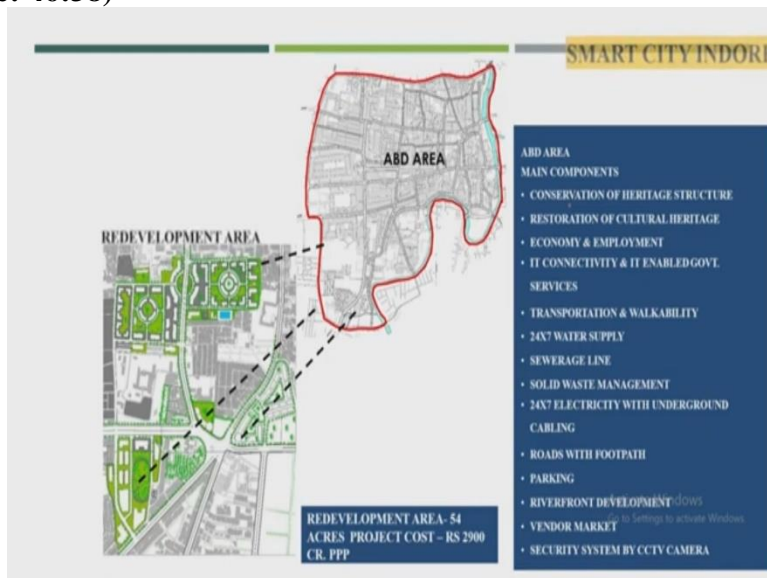 SMART CITY INDORE
ABD AREA
REDEVELOPMENT AREA
REDEVELOPMENT AREA- 54
ACRES PROJECT COST – RS 2900
CR. PPP
ABD AREA
MAIN COMPONENTS
• CONSERVATION OF HERITAGE STRUCTURE
• RESTORATION OF CULTURAL HERITAGE
• ECONOMY & EMPLOYMENT
• IT CONNECTIVITY & IT ENABLED GOVT.
SERVICES
• TRANSPORTATION & WALKABILITY
• 24X7 WATER SUPPLY
• SEWERAGE LINE
• SOLID WASTE MANAGEMENT
• 24X7 ELECTRICITY WITH UNDERGROUND
CABLING
• ROADS WITH FOOTPATH
• PARKING
• RIVERFRONT DEVELOPMENT
• VENDOR MARKET
• SECURITY SYSTEM BY CCTV CAMERA
Activate Windows
Go to Settings to activate Windows.